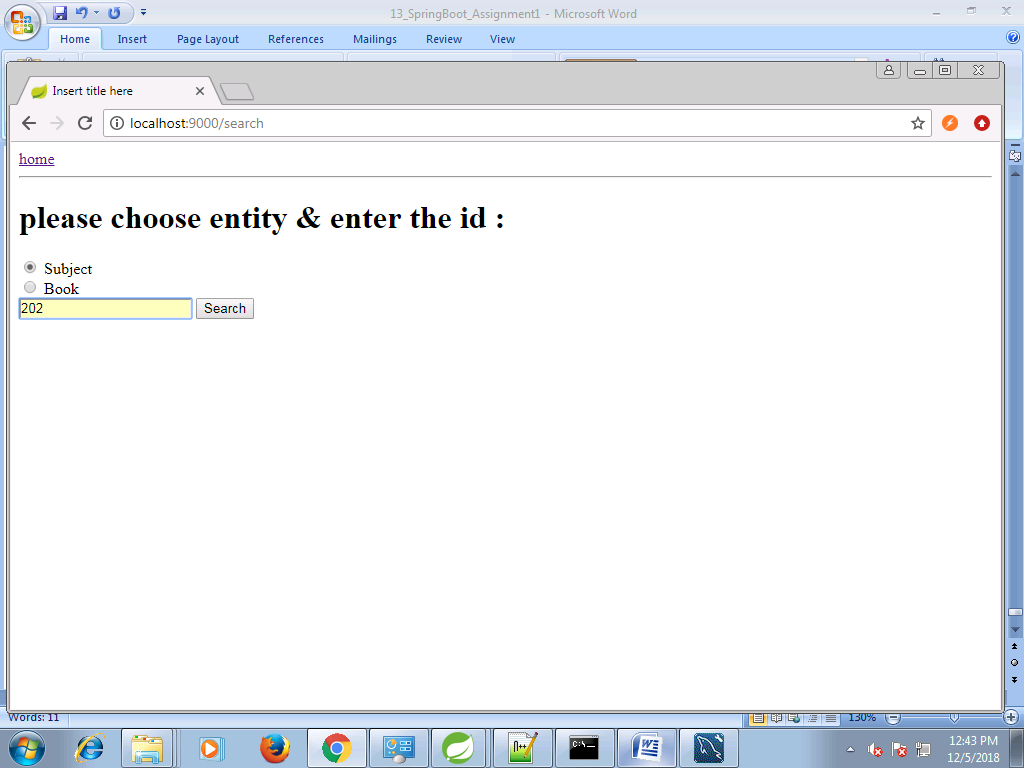 13_SpringBoot_Assignment1 - Microsoft Word
Home Insert Page Layout References Mailings Review View
Insert title here
localhost:9000/search
home
please choose entity & enter the id :
Subject
Book
202 Search
Words: 11 130%
12:43 PM
12/5/2018